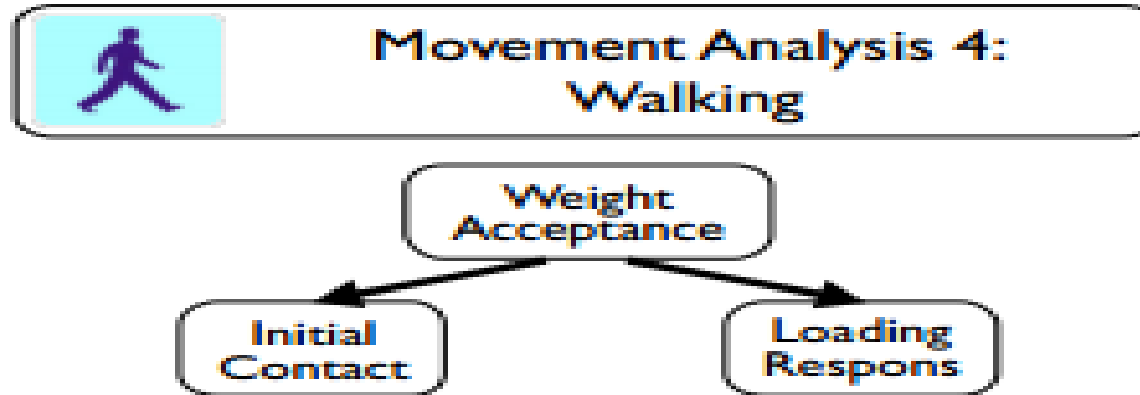 Movement Analysis 4:
Walking
Weight
Acceptance
Initial
Contact
Loading
Respons